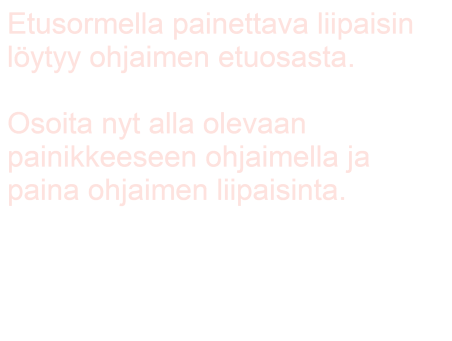 Etusormella painettava liipaisin
löytyy ohjaimen etuosasta.
Osoita nyt alla olevaan
painikkeeseen ohjaimella ja
paina ohjaimen liipaisinta.